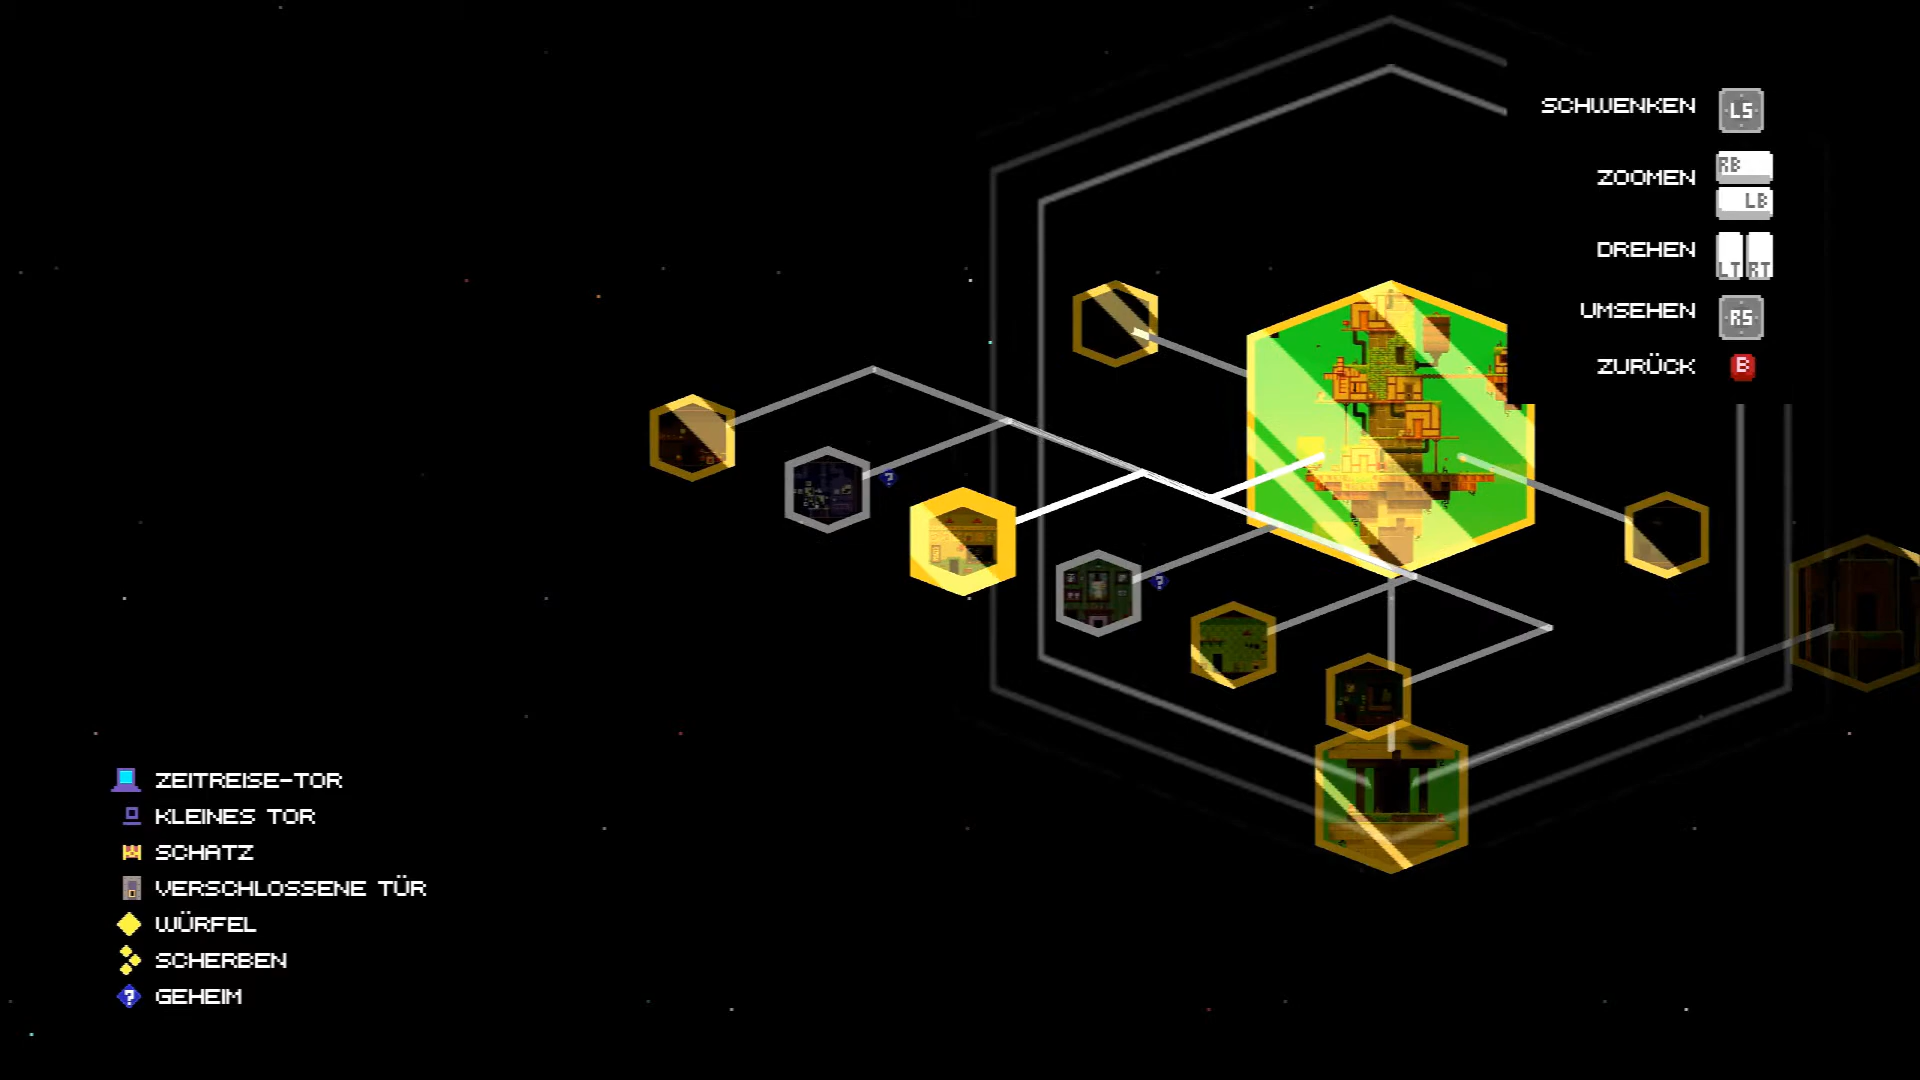 SCHWENKEN LS
ZOOMEN RB
LB
DREHEN LT RT
UMSEHEN RS
ZURÜCK B
ZEITREISE-TOR
KLEINES TOR
SCHATZ
VERSCHLOSSENE TÜR
WÜRFEL
SCHERBEN
? GEHEIM